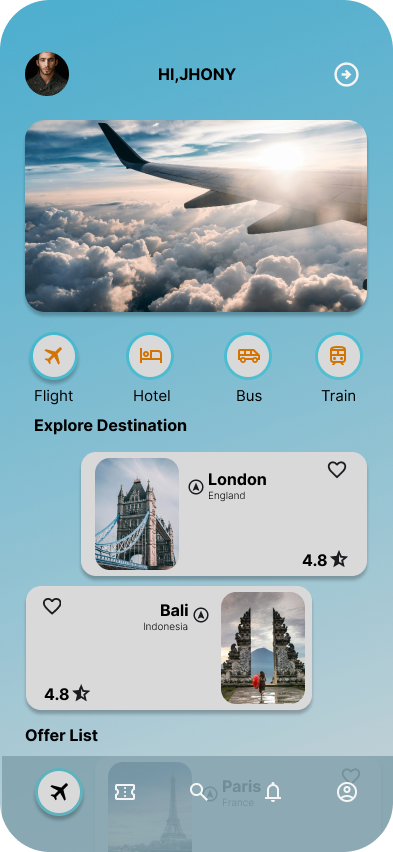 HI,JHONY
Flight
Hotel
Bus
Train
Explore Destination
London
England
4.8
Bali
Indonesia
4.8
Offer List
Paris
France